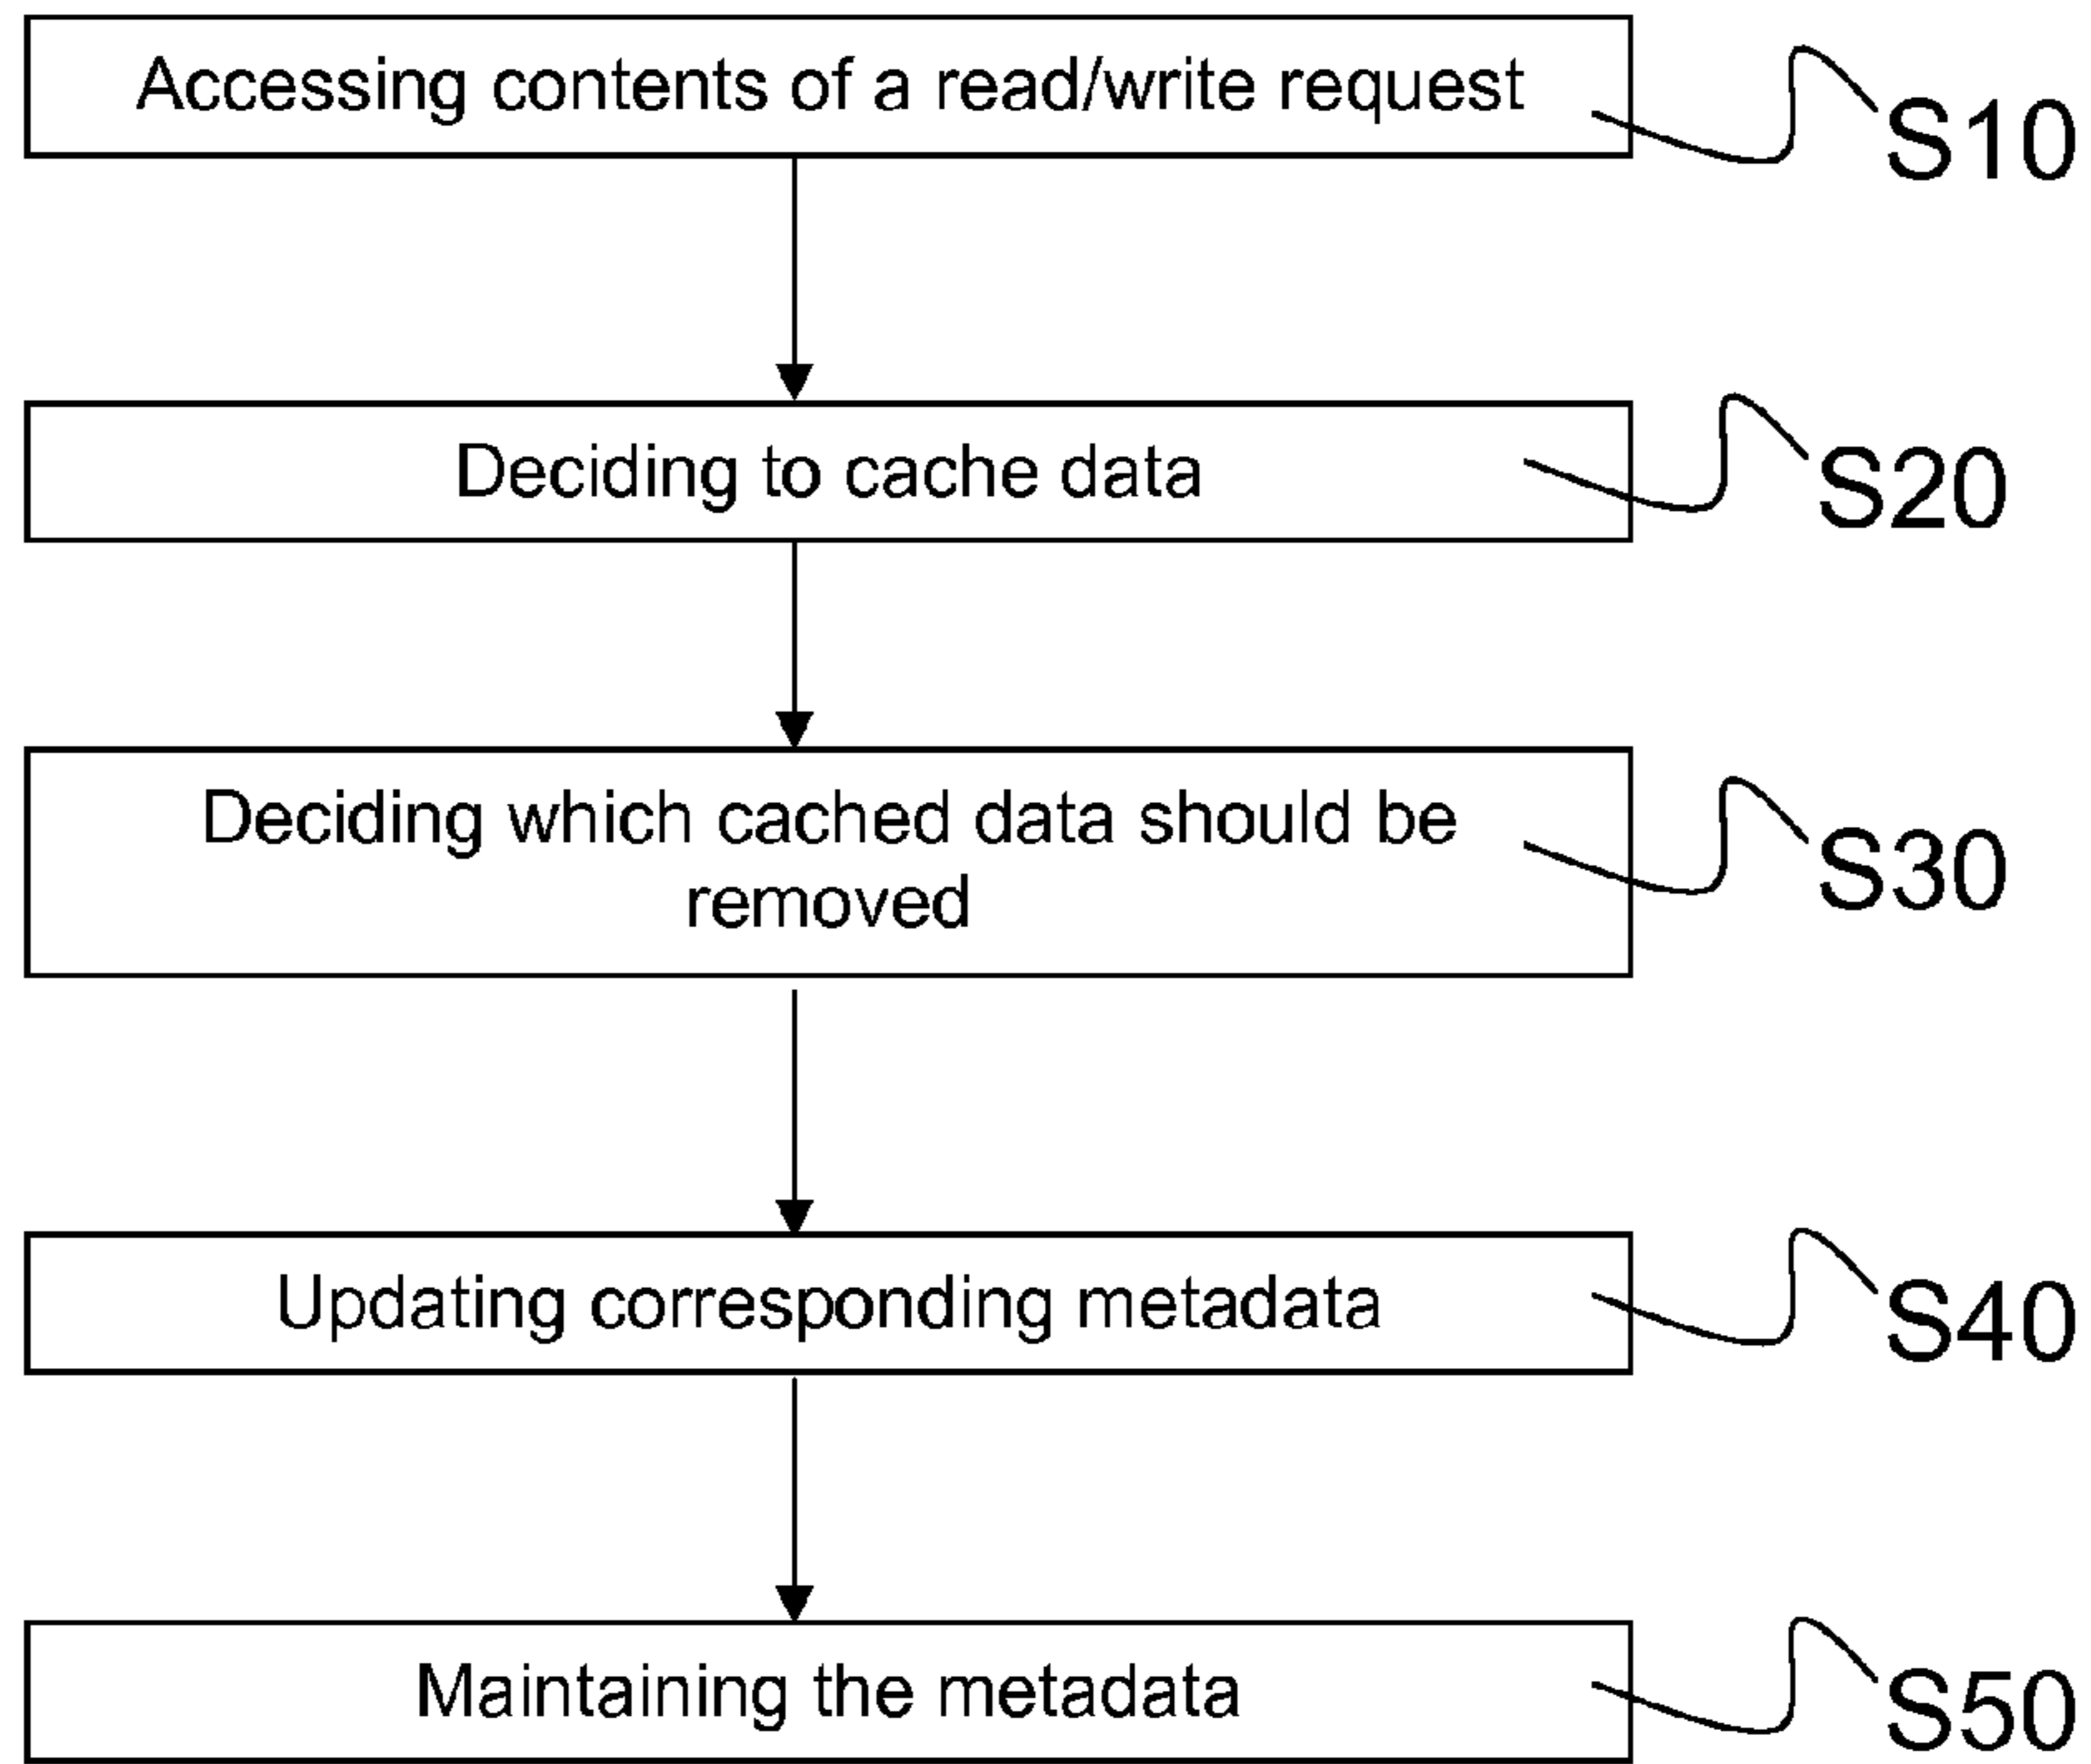 Accessing contents of a read/write request
S10
Deciding to cache data
S20
Deciding which cached data should be
removed
S30
Updating corresponding metadata
S40
Maintaining the metadata
S50